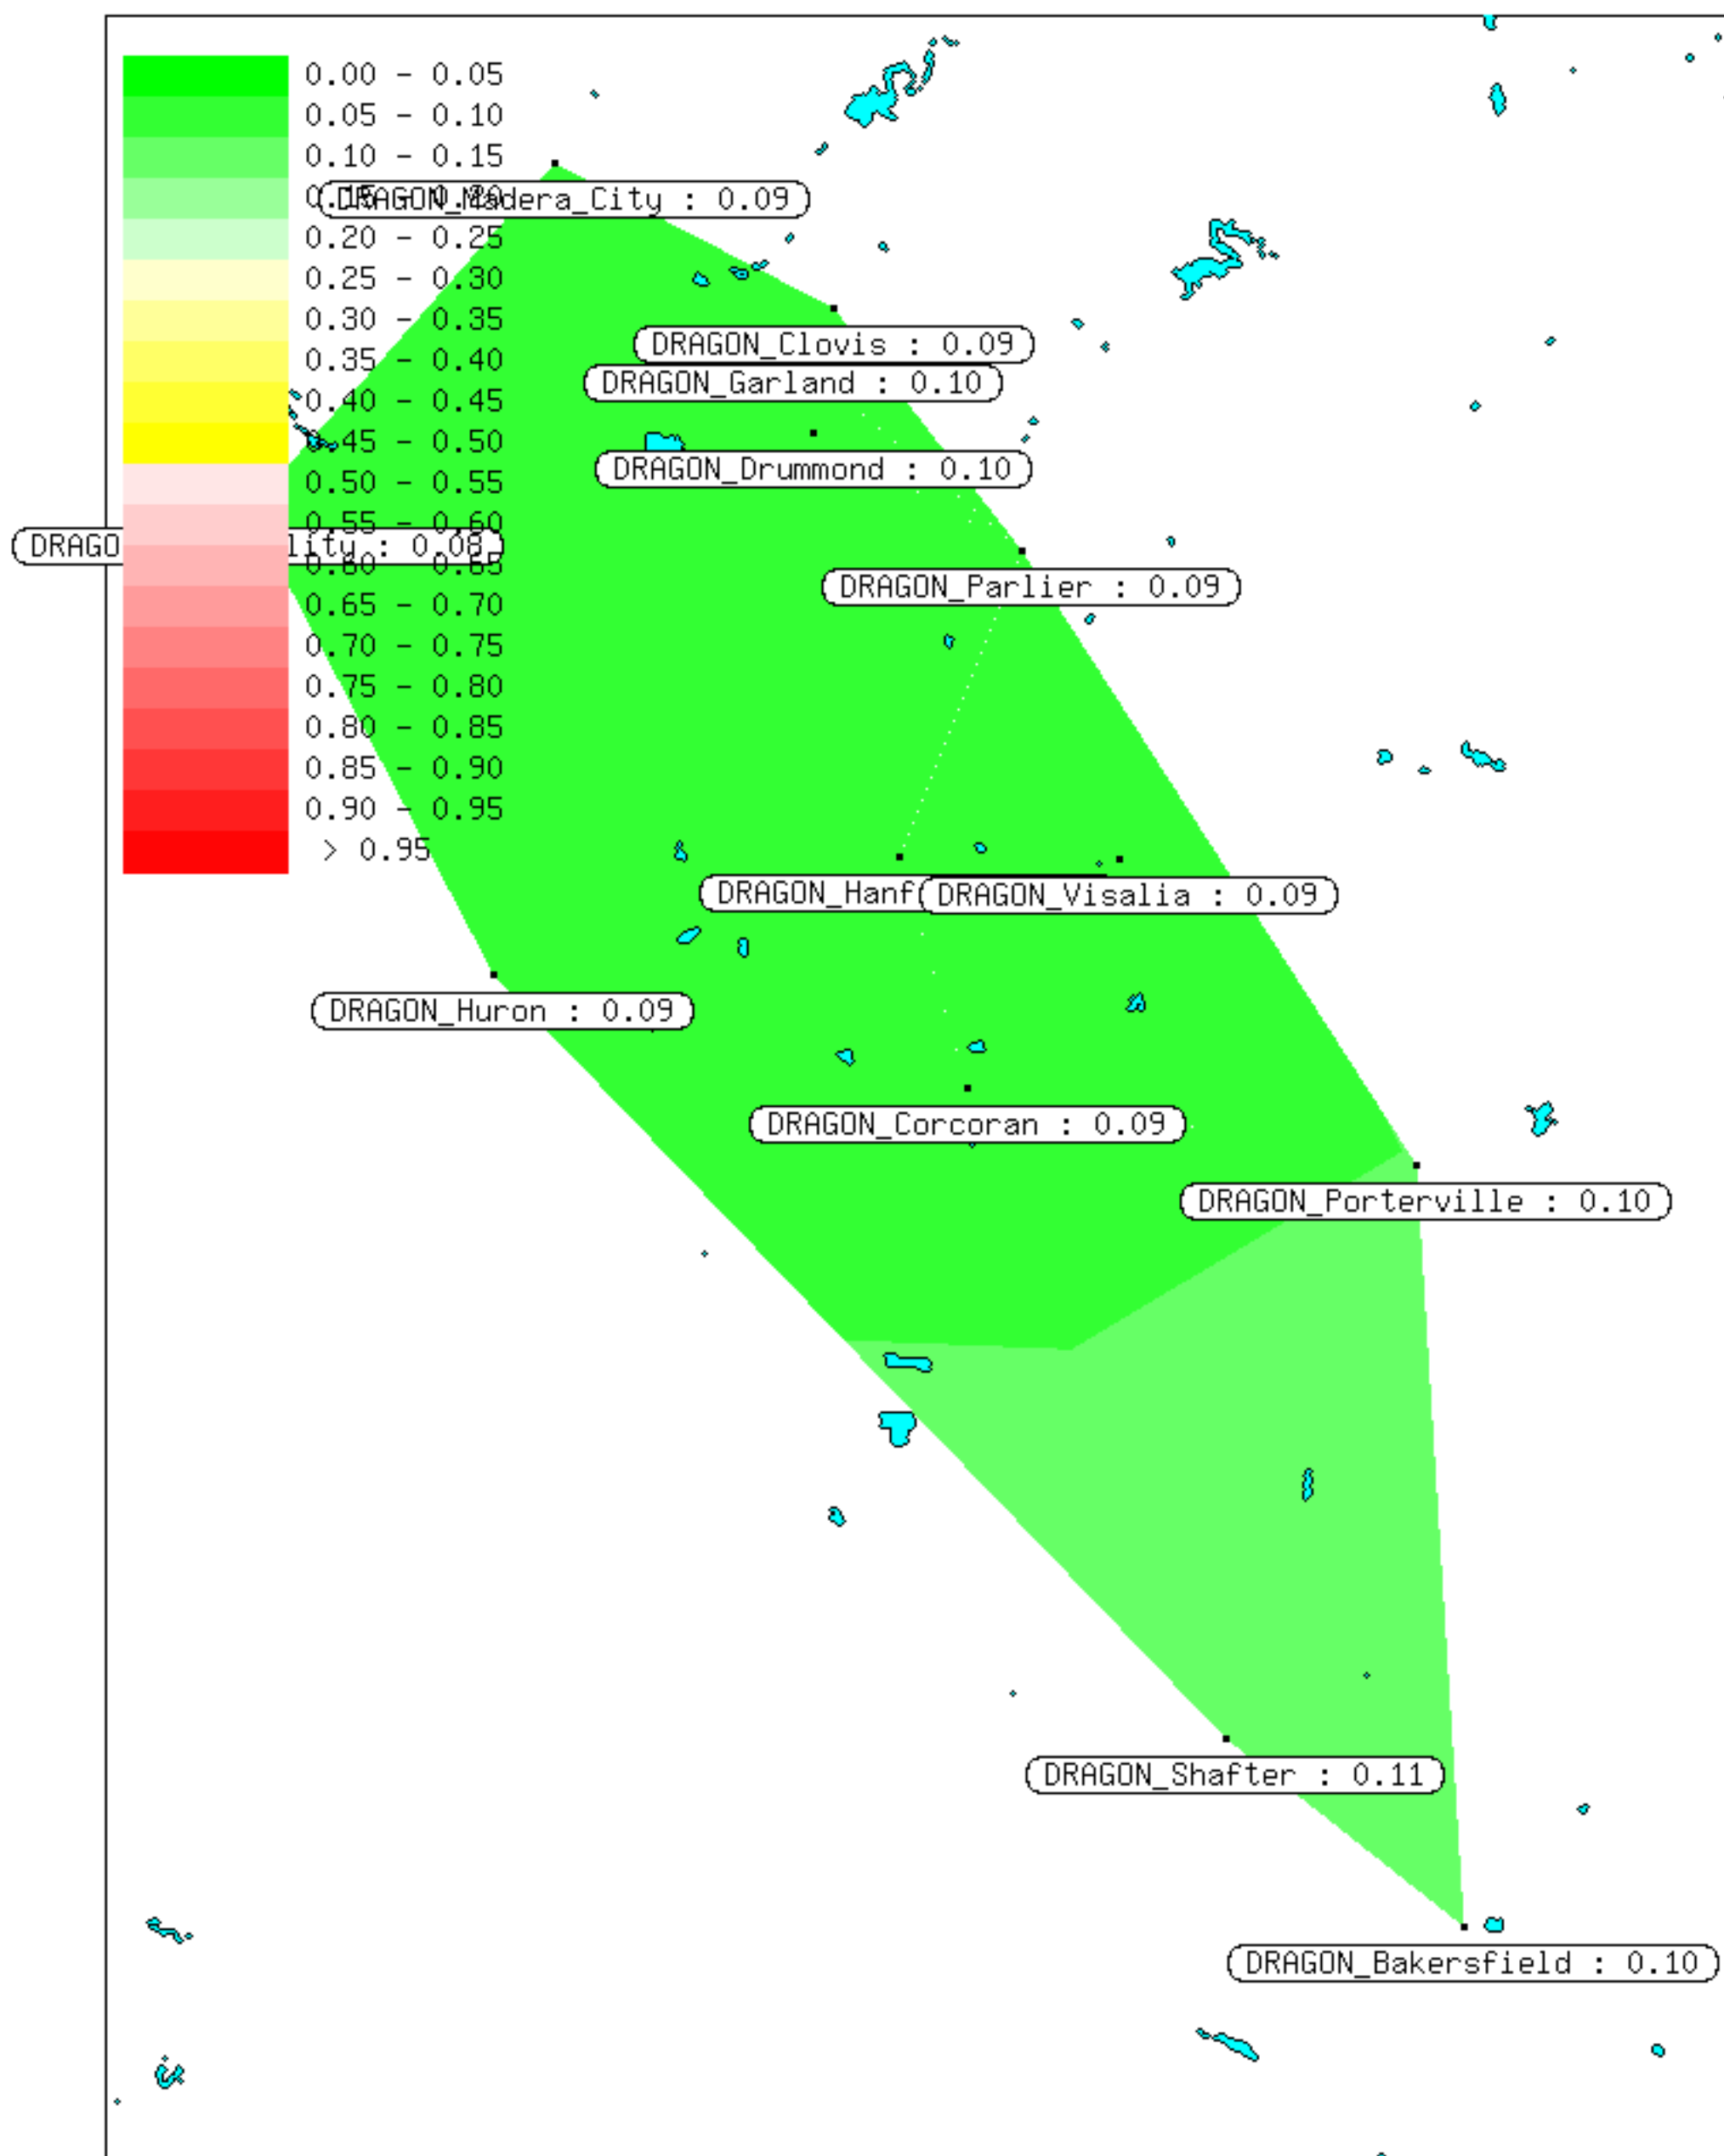 0.00 - 0.05
0.05 - 0.10
0.10 - 0.15
DRAGON_Madera_City : 0.09
0.20 - 0.25
0.25 - 0.30
0.30 - 0.35
DRAGON_Clovis : 0.09
0.35 - 0.40
DRAGON_Garland : 0.10
0.40 - 0.45
0.45 - 0.50
DRAGON_Drummond : 0.10
0.50 - 0.55
0.55 - 0.60
DRAGO lity : 0.08
0.60 - 0.65
DRAGON_Parlier : 0.09
0.65 - 0.70
0.70 - 0.75
0.75 - 0.80
0.80 - 0.85
0.85 - 0.90
0.90 - 0.95
> 0.95
DRAGON_Hanf
DRAGON_Visalia : 0.09
DRAGON_Huron : 0.09
DRAGON_Corcoran : 0.09
DRAGON_Porterville : 0.10
DRAGON_Shafter : 0.11
DRAGON_Bakersfield : 0.10